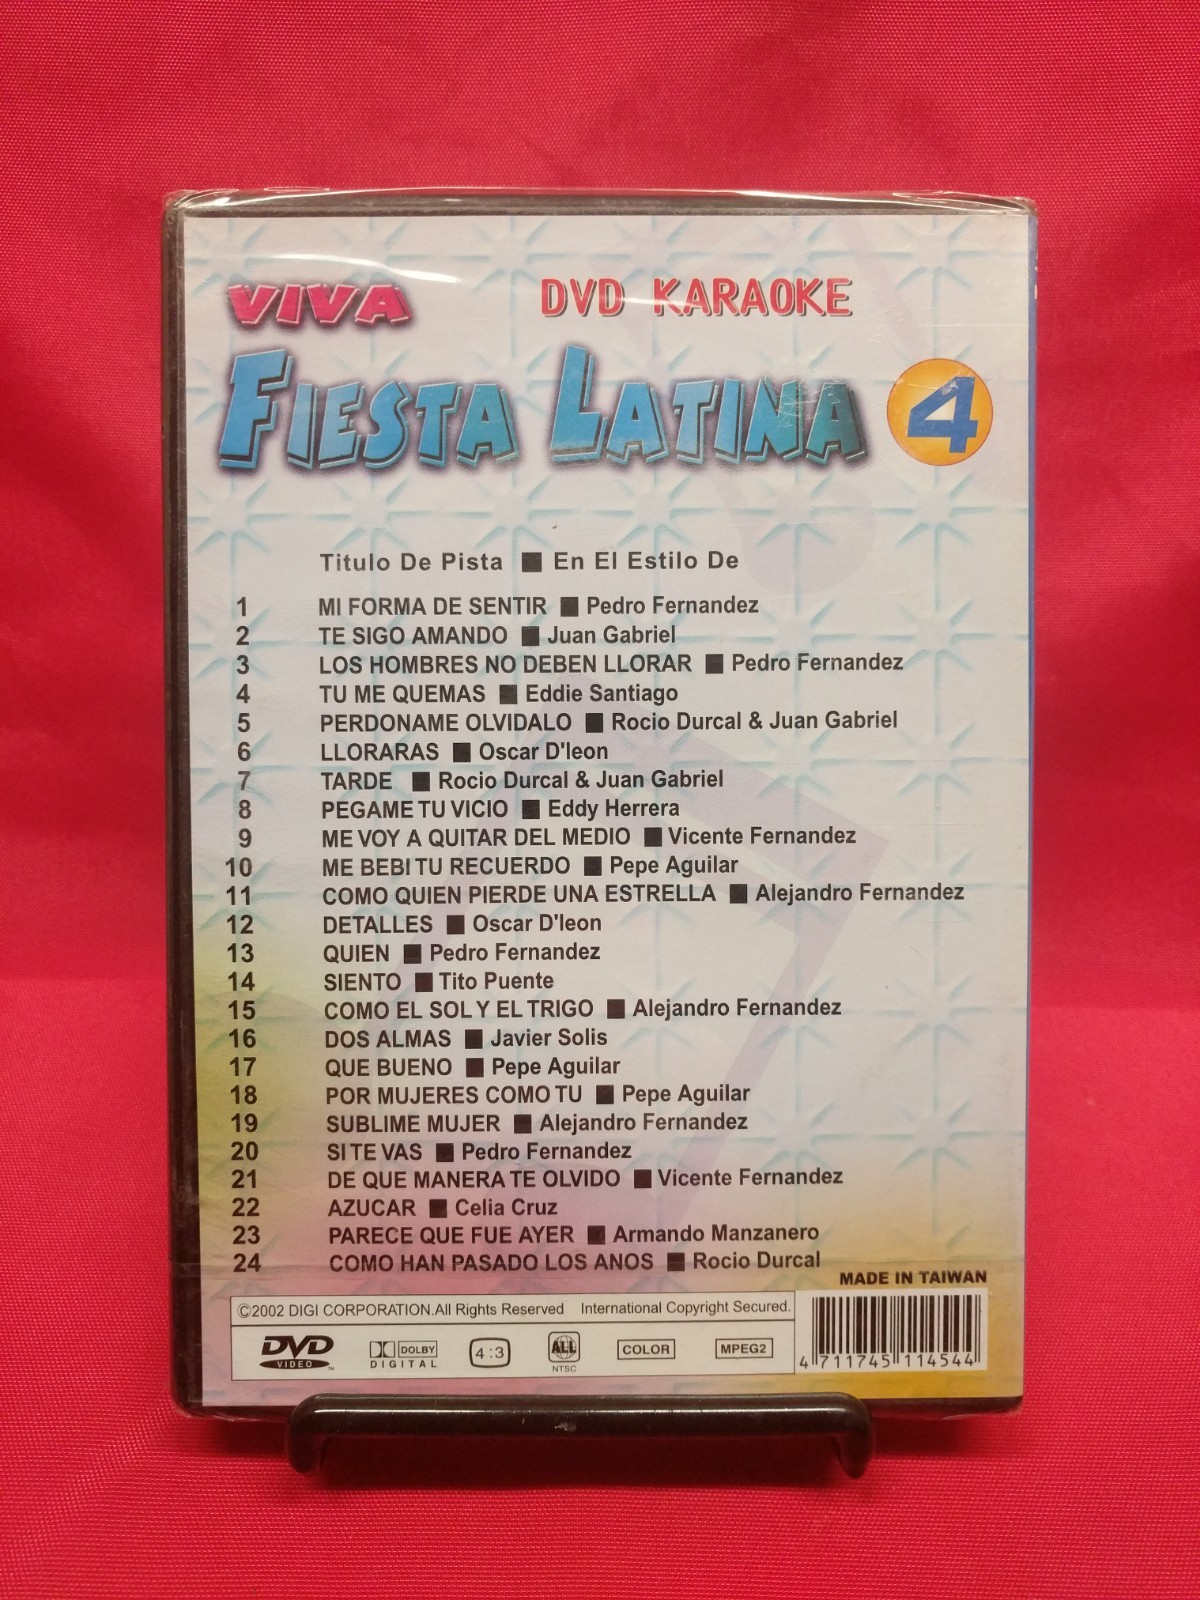 VIVA DVD KARAOKE
FIESTA LATINA 4
Titulo De Pista ■ En El Estilo De
1 MI FORMA DE SENTIR ■ Pedro Fernandez
2 TE SIGO AMANDO ■ Juan Gabriel
3 LOS HOMBRES NO DEBEN LLORAR ■ Pedro Fernandez
4 TU ME QUEMAS ■ Eddie Santiago
5 PERDONAME OLVIDALO ■ Rocio Durcal & Juan Gabriel
6 LLORARAS ■ Oscar D'leon
7 TARDE ■ Rocio Durcal & Juan Gabriel
8 PEGAME TU VICIO ■ Eddy Herrera
9 ME VOY A QUITAR DEL MEDIO ■ Vicente Fernandez
10 ME BEBI TU RECUERDO ■ Pepe Aguilar
11 COMO QUIEN PIERDE UNA ESTRELLA ■ Alejandro Fernandez
12 DETALLES ■ Oscar D'leon
13 QUIEN ■ Pedro Fernandez
14 SIENTO ■ Tito Puente
15 COMO EL SOL Y EL TRIGO ■ Alejandro Fernandez
16 DOS ALMAS ■ Javier Solis
17 QUE BUENO ■ Pepe Aguilar
18 POR MUJERES COMO TU ■ Pepe Aguilar
19 SUBLIME MUJER ■ Alejandro Fernandez
20 SI TE VAS ■ Pedro Fernandez
21 DE QUE MANERA TE OLVIDO ■ Vicente Fernandez
22 AZUCAR ■ Celia Cruz
23 PARECE QUE FUE AYER ■ Armando Manzanero
24 COMO HAN PASADO LOS ANOS ■ Rocio Durcal
MADE IN TAIWAN
©2002 DIGI CORPORATION.All Rights Reserved International Copyright Secured.
DVD VIDEO TM
DOLBY DIGITAL
4:3
ALL NTSC
COLOR
MPEG2
4 711745 114544